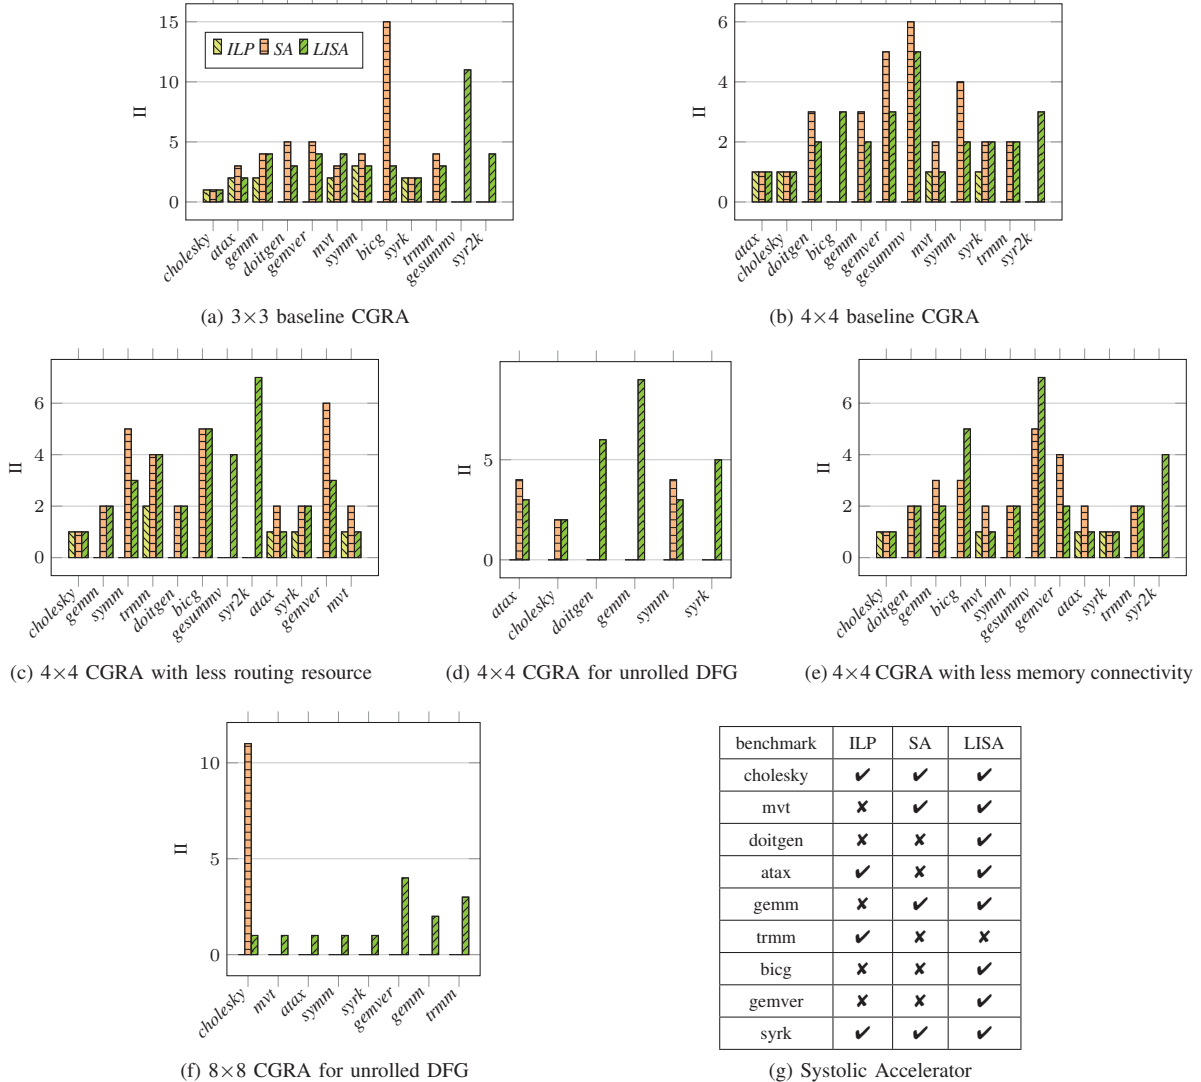 15
10
5
0
II
ILP SA LISA
cholesky
atax
gemm
doitgen
gemver
mvt
symm
bicg
syrk
trmm
gesummv
syr2k
(a) 3×3 baseline CGRA
6
4
2
0
II
atax
cholesky
doitgen
bicg
gemm
gemver
gesummv
mvt
symm
syrk
trmm
syr2k
(b) 4×4 baseline CGRA
6
4
2
0
II
cholesky
gemm
symm
trmm
doitgen
bicg
gesummv
syr2k
atax
syrk
gemver
mvt
(c) 4×4 CGRA with less routing resource
5
0
II
atax
cholesky
doitgen
gemm
symm
syrk
(d) 4×4 CGRA for unrolled DFG
6
4
2
0
II
cholesky
doitgen
gemm
bicg
mvt
symm
gesummv
gemver
atax
syrk
trmm
syr2k
(e) 4×4 CGRA with less memory connectivity
10
5
0
II
cholesky
mvt
atax
symm
syrk
gemver
gemm
trmm
(f) 8×8 CGRA for unrolled DFG
benchmark ILP SA LISA
cholesky ✔ ✔ ✔
mvt ✘ ✔ ✔
doitgen ✘ ✘ ✔
atax ✔ ✘ ✔
gemm ✘ ✔ ✔
trmm ✔ ✘ ✘
bicg ✘ ✘ ✔
gemver ✘ ✘ ✔
syrk ✔ ✔ ✔
(g) Systolic Accelerator